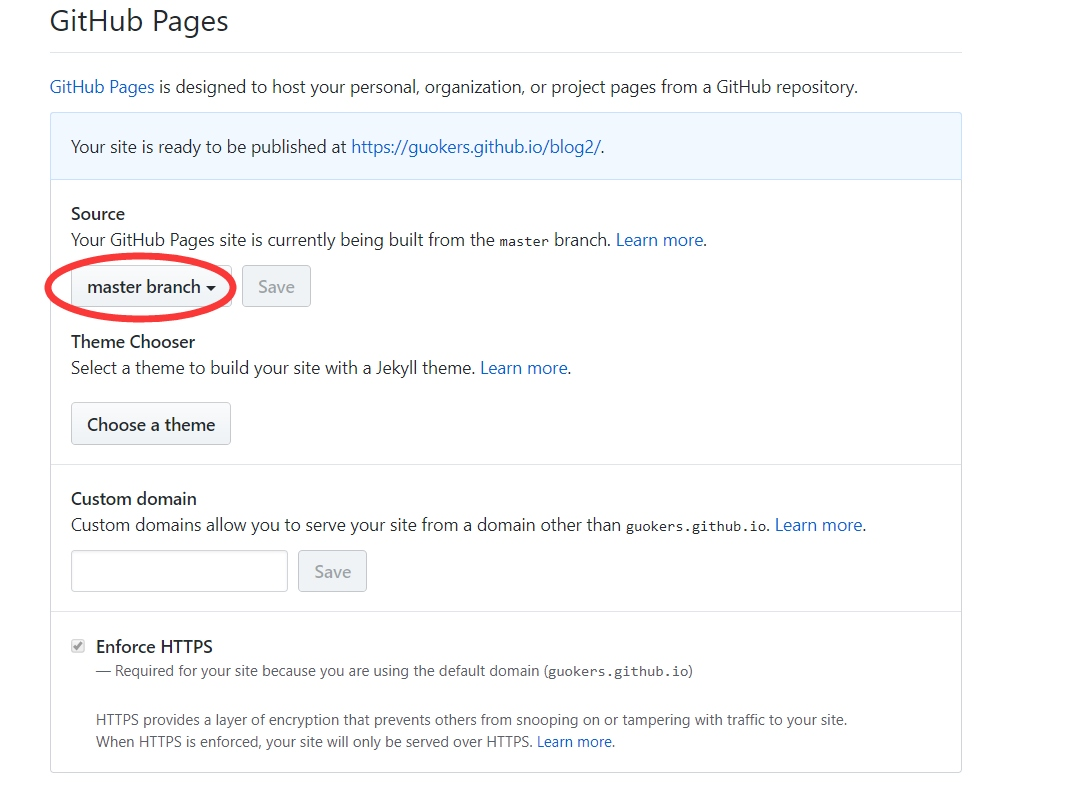 GitHub Pages
GitHub Pages is designed to host your personal, organization, or project pages from a GitHub repository.
Your site is ready to be published at https://guokers.github.io/blog2/.
Source
Your GitHub Pages site is currently being built from the master branch. Learn more.
master branch
Save
Theme Chooser
Select a theme to build your site with a Jekyll theme. Learn more.
Choose a theme
Custom domain
Custom domains allow you to serve your site from a domain other than guokers.github.io. Learn more.
Save
Enforce HTTPS
— Required for your site because you are using the default domain (guokers.github.io)
HTTPS provides a layer of encryption that prevents others from snooping on or tampering with traffic to your site.
When HTTPS is enforced, your site will only be served over HTTPS. Learn more.